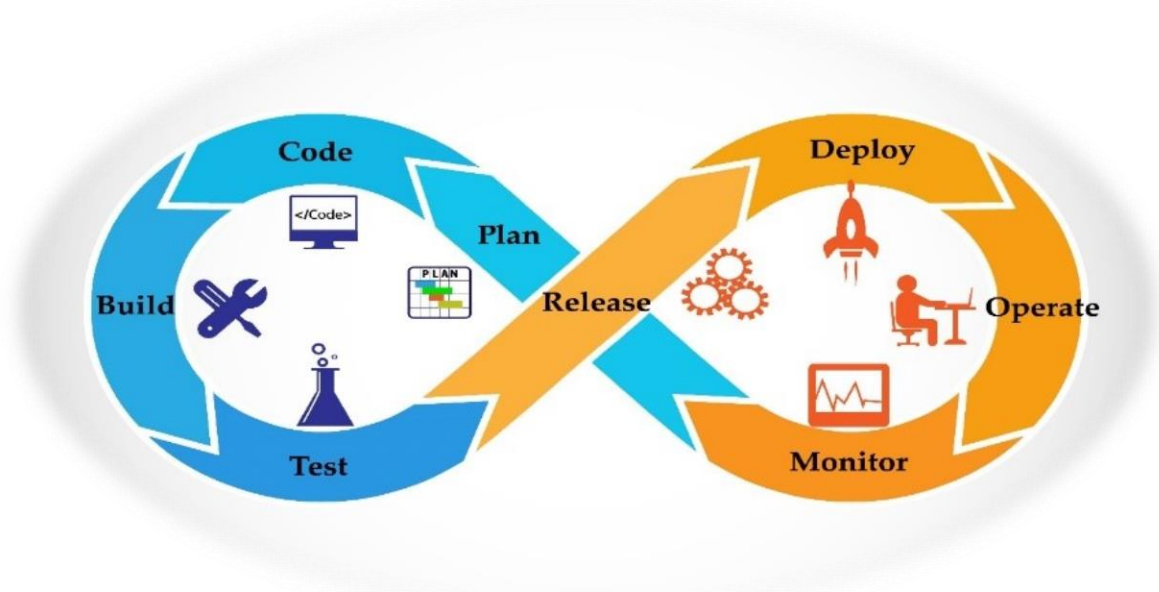 Code
Deploy
</Code>
Plan
PLAN
Build
Release
Operate
Test
Monitor